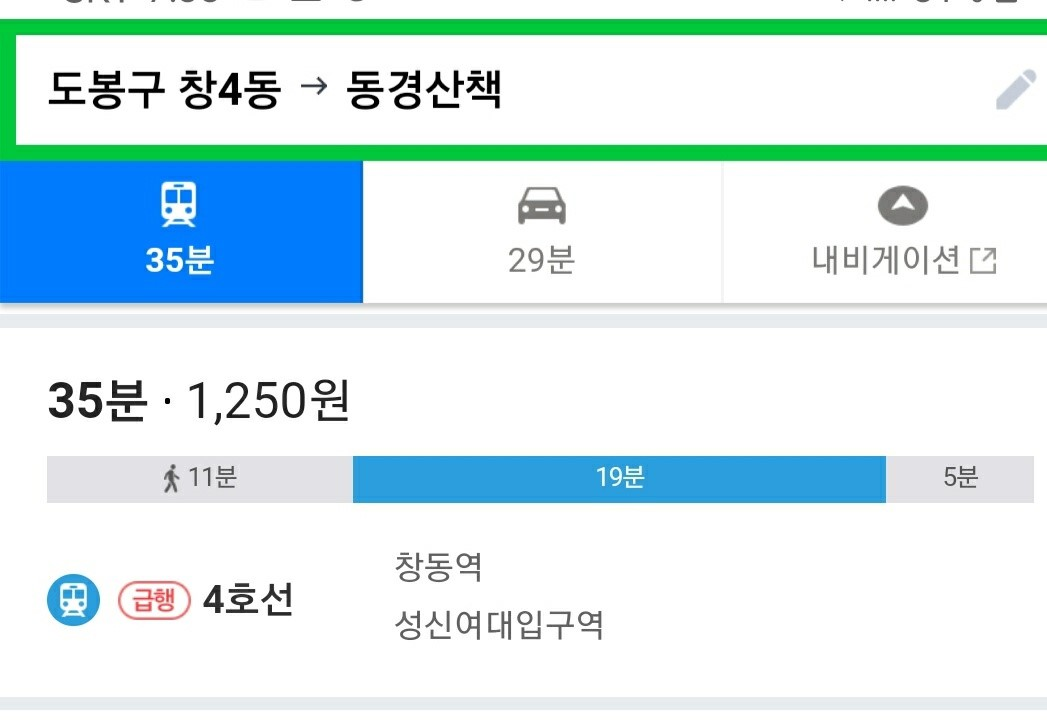 도봉구 창4동 → 동경산책
35분
29분
내비게이션
35분 · 1,250원
11분
19분
5분
급행 4호선
창동역
성신여대입구역